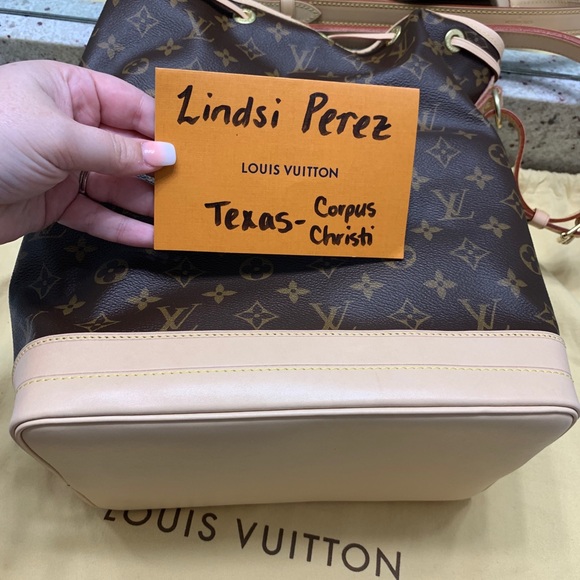 Lindsi Perez
LOUIS VUITTON
Texas- Corpus
Christi
LOUIS VUITTON